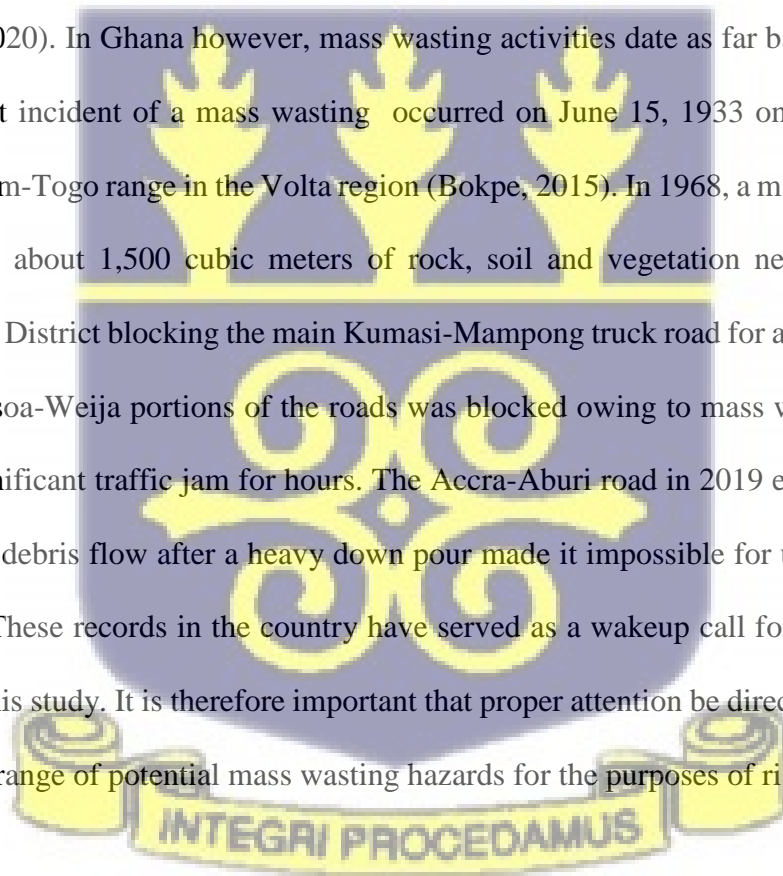 020). In Ghana however, mass wasting activities date as far b
t incident of a mass wasting occurred on June 15, 1933 on
m-Togo range in the Volta region (Bokpe, 2015). In 1968, a m
about 1,500 cubic meters of rock, soil and vegetation ne
District blocking the main Kumasi-Mampong truck road for a
soa-Weija portions of the roads was blocked owing to mass w
nificant traffic jam for hours. The Accra-Aburi road in 2019 e
debris flow after a heavy down pour made it impossible for
These records in the country have served as a wakeup call fo
is study. It is therefore important that proper attention be direc
range of potential mass wasting hazards for the purposes of ri
INTEGRI PROCEDAMUS